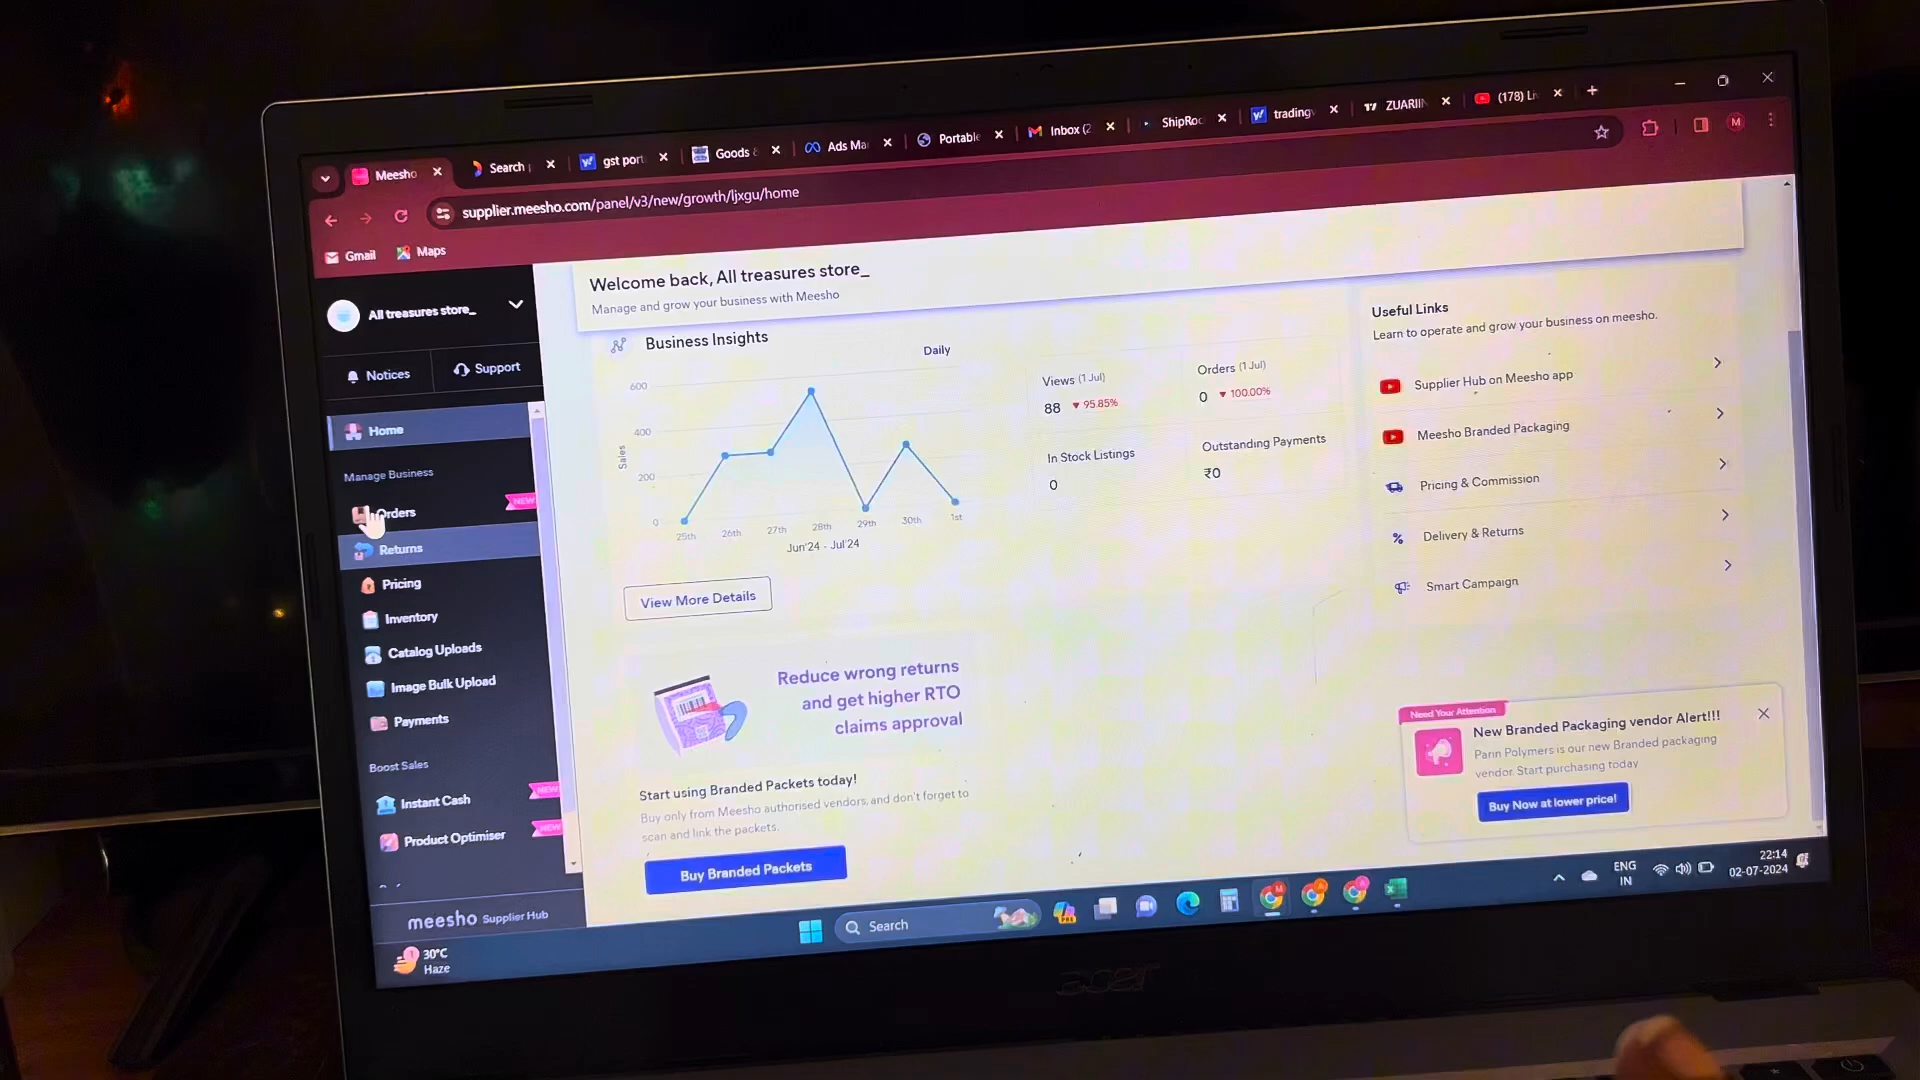 Meesho
Search
gst port
Goods &
Ads Ma
Portable
Inbox (2
ShipRoc
tradingv
ZUARIIN
(178) Li
supplier.meesho.com/panel/v3/new/growth/ljxgu/home
Gmail
Maps
All treasures store_
Notices
Support
Home
Manage Business
Orders
NEW
Returns
Pricing
Inventory
Catalog Uploads
Image Bulk Upload
Payments
Boost Sales
Instant Cash
NEW
Product Optimiser
NEW
meesho Supplier Hub
Welcome back, All treasures store_
Manage and grow your business with Meesho
Business Insights
Daily
600
400
200
0
Sales
25th
26th
27th
28th
29th
30th
1st
Jun'24 - Jul'24
View More Details
Views (1 Jul)
88 ▼ 95.85%
Orders (1 Jul)
0 ▼ 100.00%
In Stock Listings
0
Outstanding Payments
₹0
Useful Links
Learn to operate and grow your business on meesho.
Supplier Hub on Meesho app
Meesho Branded Packaging
Pricing & Commission
Delivery & Returns
Smart Campaign
Reduce wrong returns
and get higher RTO
claims approval
Start using Branded Packets today!
Buy only from Meesho authorised vendors, and don't forget to
scan and link the packets.
Buy Branded Packets
Need Your Attention
New Branded Packaging vendor Alert!!!
Parin Polymers is our new Branded packaging
vendor. Start purchasing today
Buy Now at lower price!
30°C
Haze
Search
ENG
IN
22:14
02-07-2024
acer